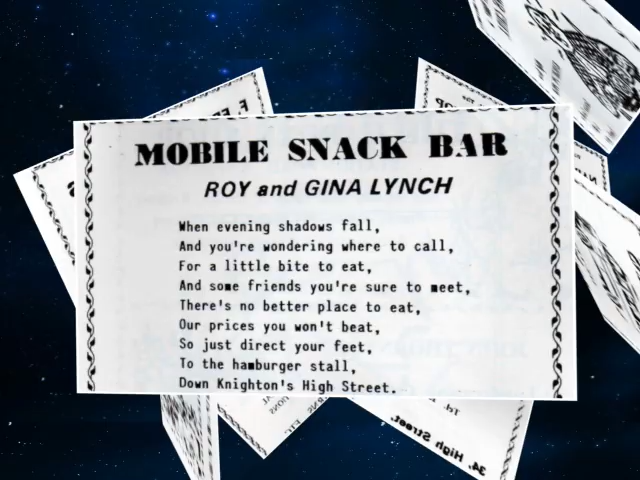 MOBILE SNACK BAR
ROY and GINA LYNCH
When evening shadows fall,
And you're wondering where to call,
For a little bite to eat,
And some friends you're sure to meet,
There's no better place to eat,
Our prices you won't beat,
So just direct your feet,
To the hamburger stall,
Down Knighton's High Street.
34, High Street,